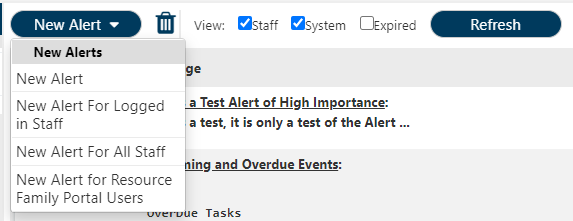 New Alert
View: Staff System Expired
Refresh
New Alerts
ge
New Alert
New Alert For Logged
in Staff
a Test Alert of High Importance:
a test, it is only a test of the Alert ...
New Alert For All Staff
ming and Overdue Events:
New Alert for Resource
Family Portal Users
OverDue Tasks